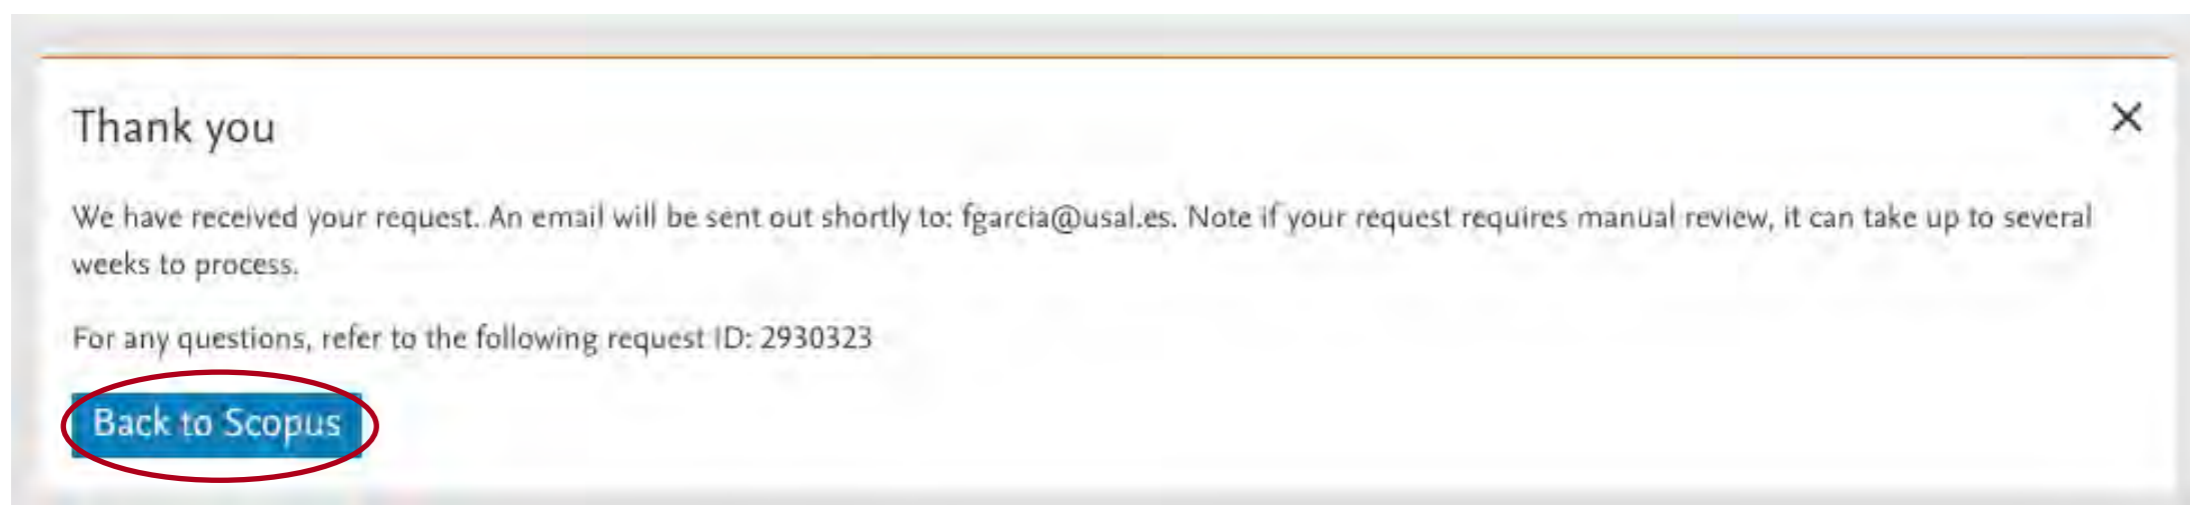 Thank you
We have received your request. An email will be sent out shortly to: fgarcia@usal.es. Note if your request requires manual review, it can take up to several
weeks to process.
For any questions, refer to the following request ID: 2930323
Back to Scopus